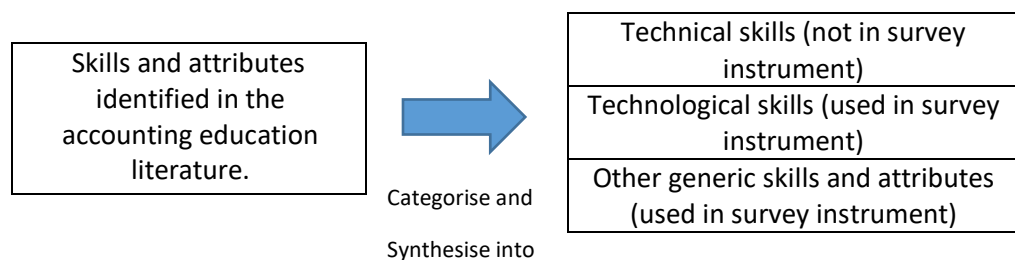 Skills and attributes
identified in the
accounting education
literature.
Categorise and
Synthesise into
Technical skills (not in survey
instrument)
Technological skills (used in survey
instrument)
Other generic skills and attributes
(used in survey instrument)